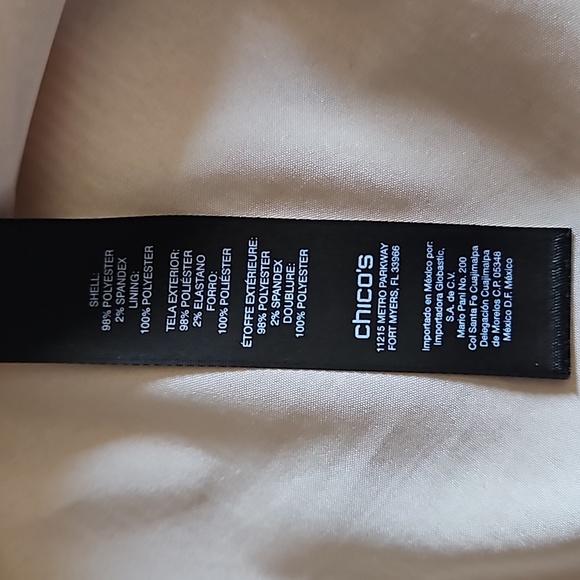 SHELL:
98% POLYESTER
2% SPANDEX
LINING:
100% POLYESTER
TELA EXTERIOR:
98% POLIÉSTER
2% ELASTANO
FORRO:
100% POLIÉSTER
ÉTOFFE EXTÉRIEURE:
98% POLYESTER
2% SPANDEX
DOUBLURE:
100% POLYESTER
chico's
11215 METRO PARKWAY
FORT MYERS, FL 33966
Importado en México por:
Importadora Globastic,
S.A. de C.V.
Mario Pani No. 200
Col Santa Fe Cuajimalpa
Delegación Cuajimalpa
de Morelos C.P. 05348
México D.F. México